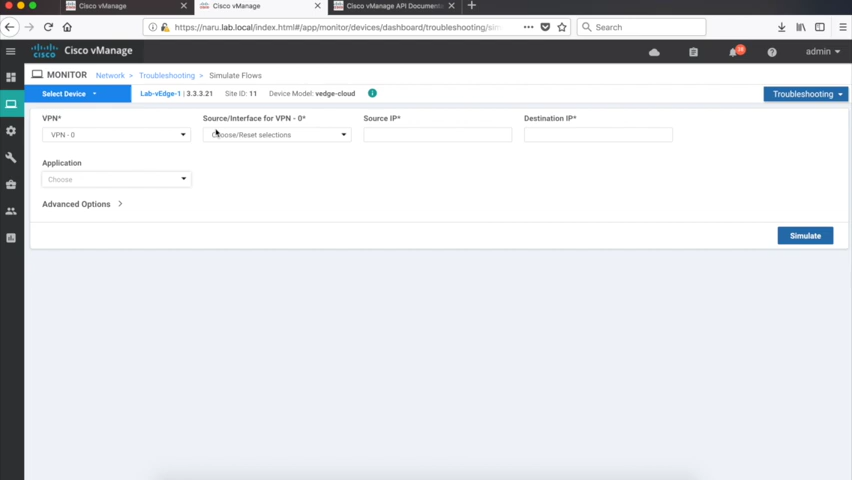 Cisco vManage
Cisco vManage
Cisco vManage API Documenta
https://naru.lab.local/index.html#/app/monitor/devices/dashboard/troubleshooting/sim
Search
CISCO
Cisco vManage
admin
MONITOR Network > Troubleshooting > Simulate Flows
Select Device Lab-vEdge-1 | 3.3.3.21 Site ID: 11 Device Model: vedge-cloud Troubleshooting
VPN* Source/Interface for VPN - 0* Source IP* Destination IP*
VPN - 0 Choose/Reset selections
Application
Choose
Advanced Options >
Simulate